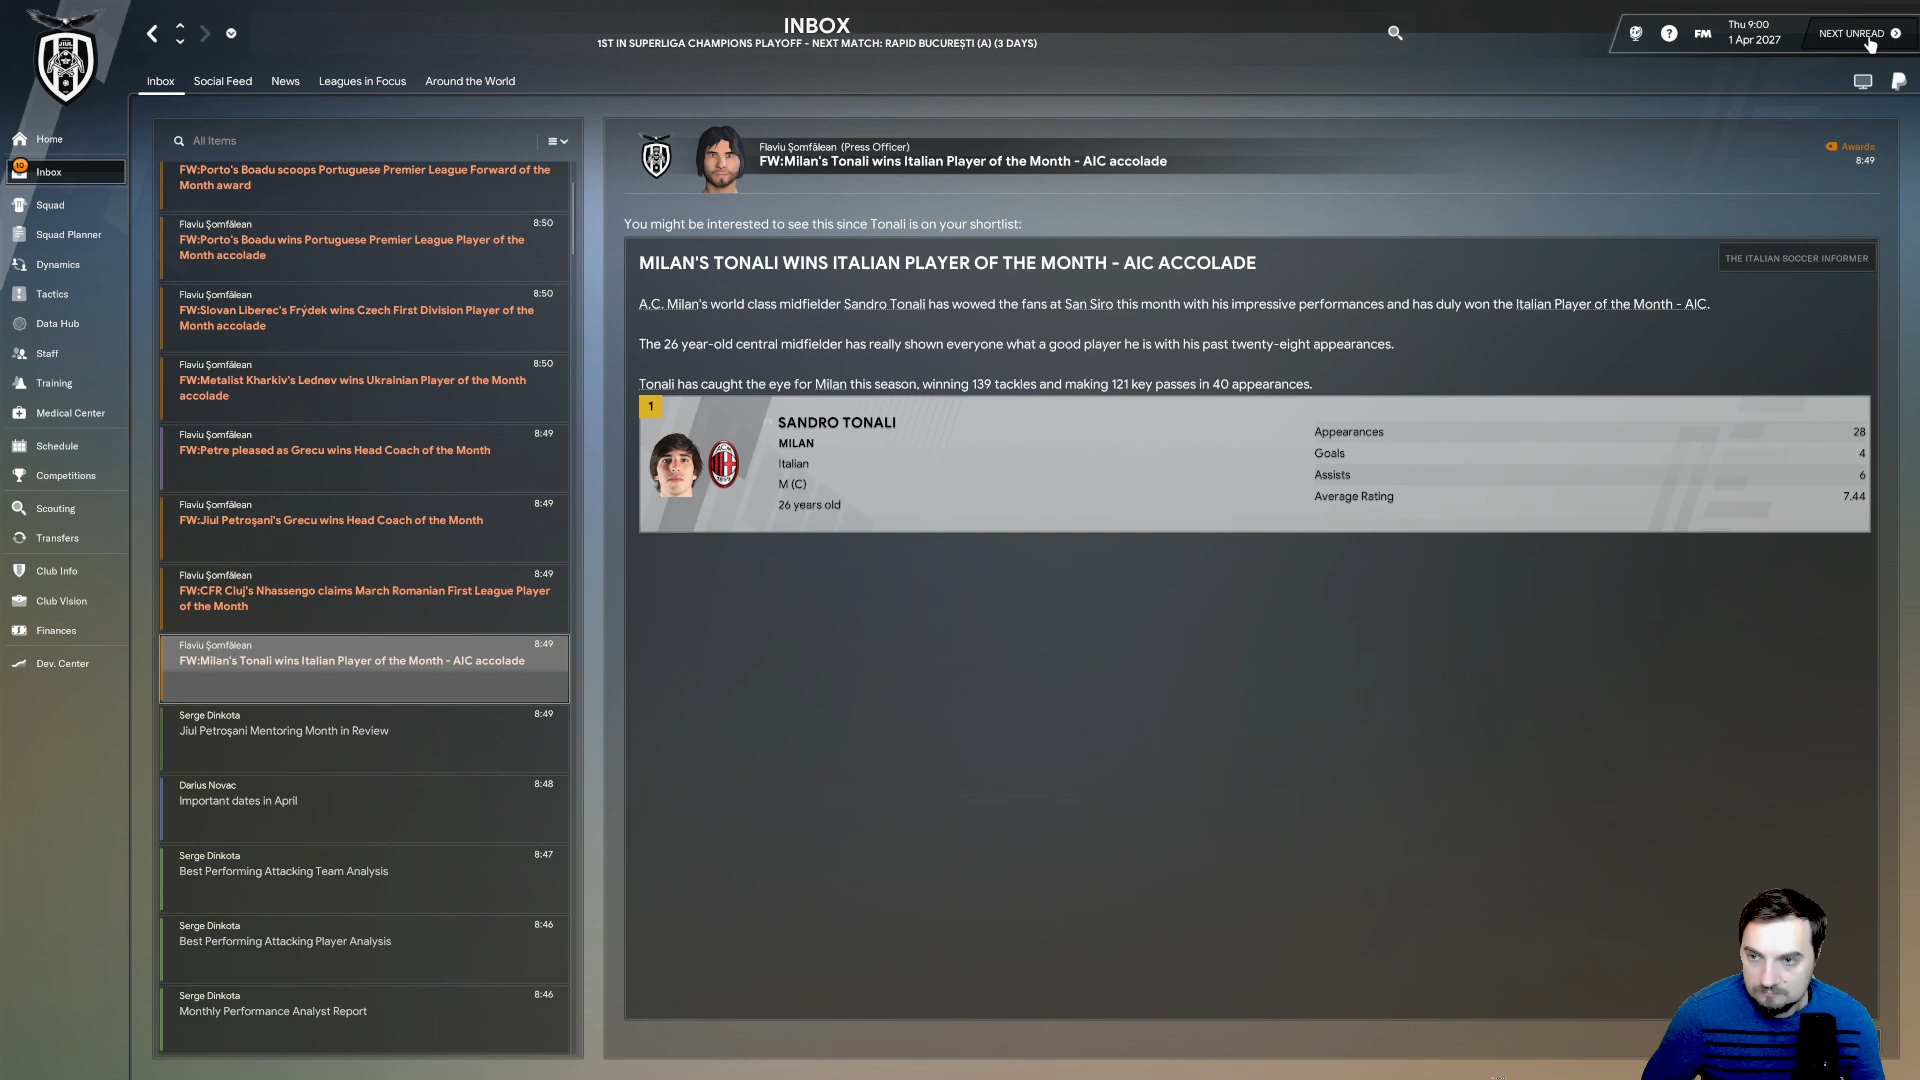 INBOX
1ST IN SUPERLIGA CHAMPIONS PLAYOFF - NEXT MATCH: RAPID BUCUREȘTI (A) (3 DAYS)
FM
Thu 9:00
1 Apr 2027
NEXT UNREAD
Inbox
Social Feed
News
Leagues in Focus
Around the World
Home
10
Inbox
Squad
Squad Planner
Dynamics
Tactics
Data Hub
Staff
Training
Medical Center
Schedule
Competitions
Scouting
Transfers
Club Info
Club Vision
Finances
Dev. Center
All Items
FW:Porto's Boadu scoops Portuguese Premier League Forward of the
Month award
Flaviu Şomfălean 8:50
FW:Porto's Boadu wins Portuguese Premier League Player of the
Month accolade
Flaviu Şomfălean 8:50
FW:Slovan Liberec's Frýdek wins Czech First Division Player of the
Month accolade
Flaviu Şomfălean 8:50
FW:Metalist Kharkiv's Lednev wins Ukrainian Player of the Month
accolade
Flaviu Şomfălean 8:49
FW:Petre pleased as Grecu wins Head Coach of the Month
Flaviu Şomfălean 8:49
FW:Jiul Petroşani's Grecu wins Head Coach of the Month
Flaviu Şomfălean 8:49
FW:CFR Cluj's Nhassengo claims March Romanian First League Player
of the Month
Flaviu Şomfălean 8:49
FW:Milan's Tonali wins Italian Player of the Month - AIC accolade
Serge Dinkota 8:49
Jiul Petroşani Mentoring Month in Review
Darius Novac 8:48
Important dates in April
Serge Dinkota 8:47
Best Performing Attacking Team Analysis
Serge Dinkota 8:46
Best Performing Attacking Player Analysis
Serge Dinkota 8:46
Monthly Performance Analyst Report
Flaviu Şomfălean (Press Officer)
FW:Milan's Tonali wins Italian Player of the Month - AIC accolade
Awards
8:49
You might be interested to see this since Tonali is on your shortlist:
MILAN'S TONALI WINS ITALIAN PLAYER OF THE MONTH - AIC ACCOLADE
THE ITALIAN SOCCER INFORMER
A.C. Milan's world class midfielder Sandro Tonali has wowed the fans at San Siro this month with his impressive performances and has duly won the Italian Player of the Month - AIC.
The 26 year-old central midfielder has really shown everyone what a good player he is with his past twenty-eight appearances.
Tonali has caught the eye for Milan this season, winning 139 tackles and making 121 key passes in 40 appearances.
1
SANDRO TONALI
MILAN
Italian
M (C)
26 years old
Appearances 28
Goals 4
Assists 6
Average Rating 7.44